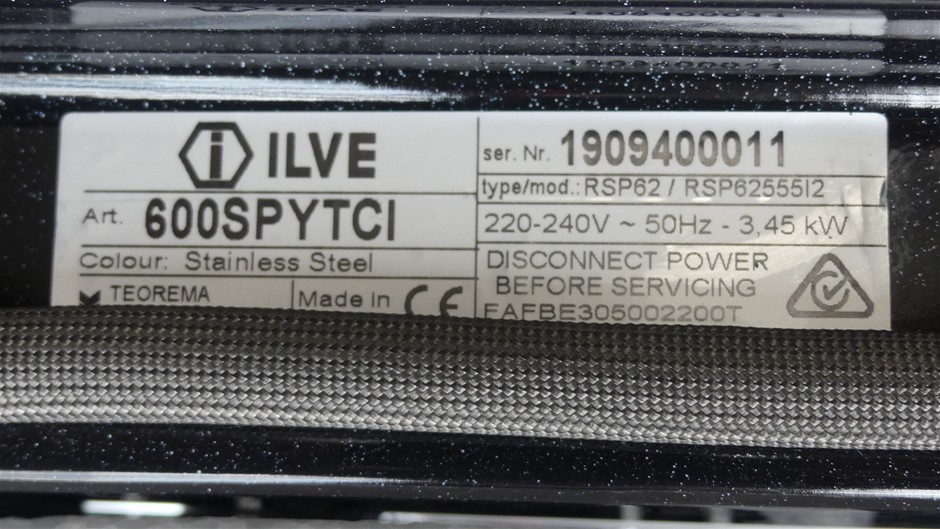 ILVE
Art. 600SPYTCI
Colour: Stainless Steel
TEOREMA
Made in CE
ser. Nr. 1909400011
type/mod.: RSP62 / RSP62555I2
220-240V ~ 50Hz - 3,45 kW
DISCONNECT POWER
BEFORE SERVICING
EAFBE305002200T